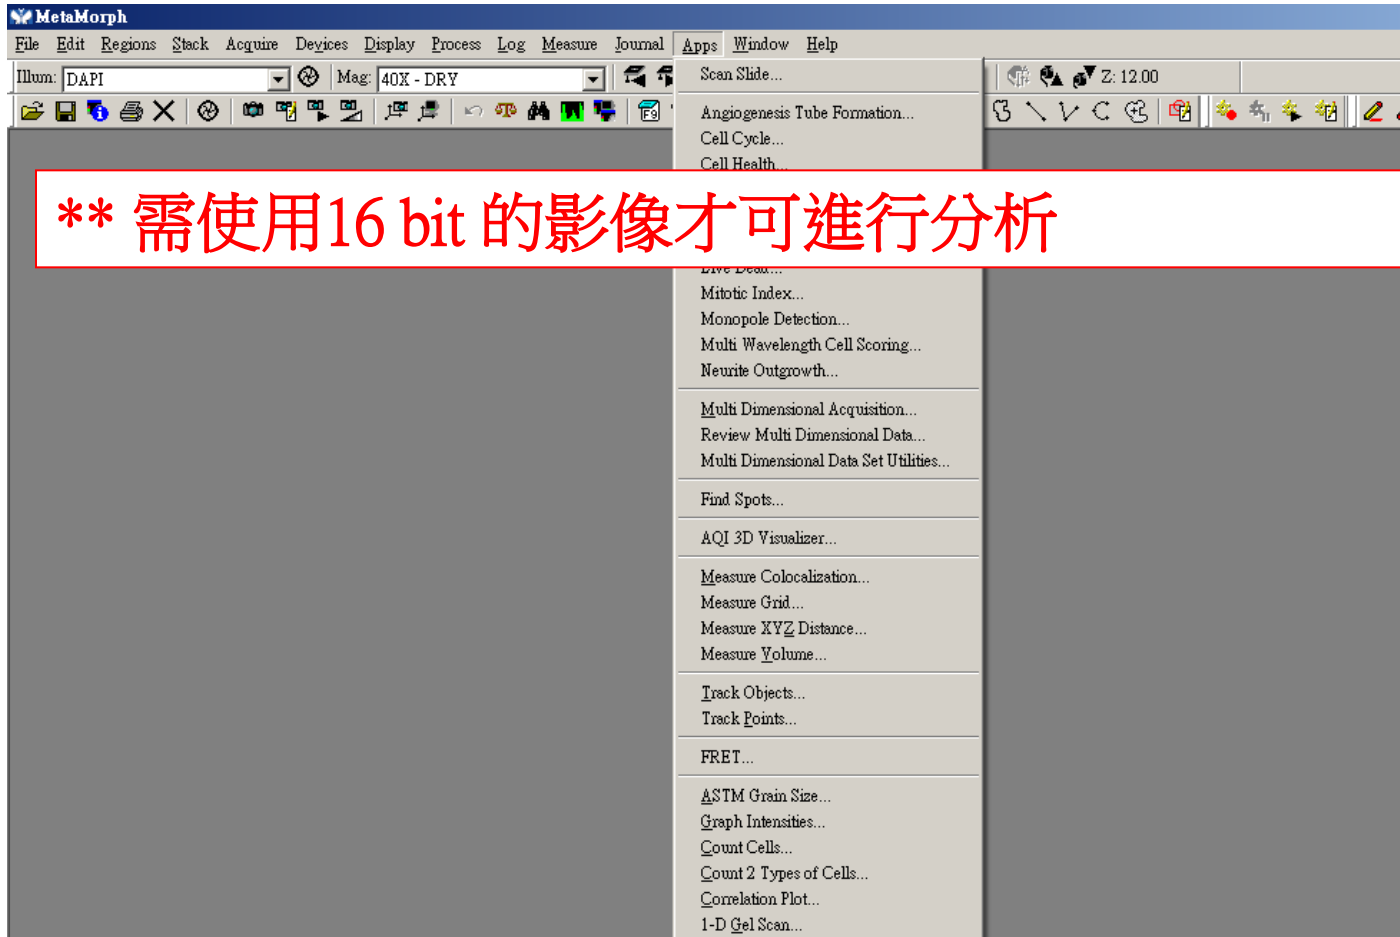 MetaMorph
File Edit Regions Stack Acquire Devices Display Process Log Measure Journal Apps Window Help
Illum: DAPI Mag: 40X - DRY Z: 12.00
F9
Scan Slide...
Angiogenesis Tube Formation...
Cell Cycle...
Cell Health...
** 需使用16 bit 的影像才可進行分析
Live Dead...
Mitotic Index...
Monopole Detection...
Multi Wavelength Cell Scoring...
Neurite Outgrowth...
Multi Dimensional Acquisition...
Review Multi Dimensional Data...
Multi Dimensional Data Set Utilities...
Find Spots...
AQI 3D Visualizer...
Measure Colocalization...
Measure Grid...
Measure XYZ Distance...
Measure Volume...
Track Objects...
Track Points...
FRET...
ASTM Grain Size...
Graph Intensities...
Count Cells...
Count 2 Types of Cells...
Correlation Plot...
1-D Gel Scan...